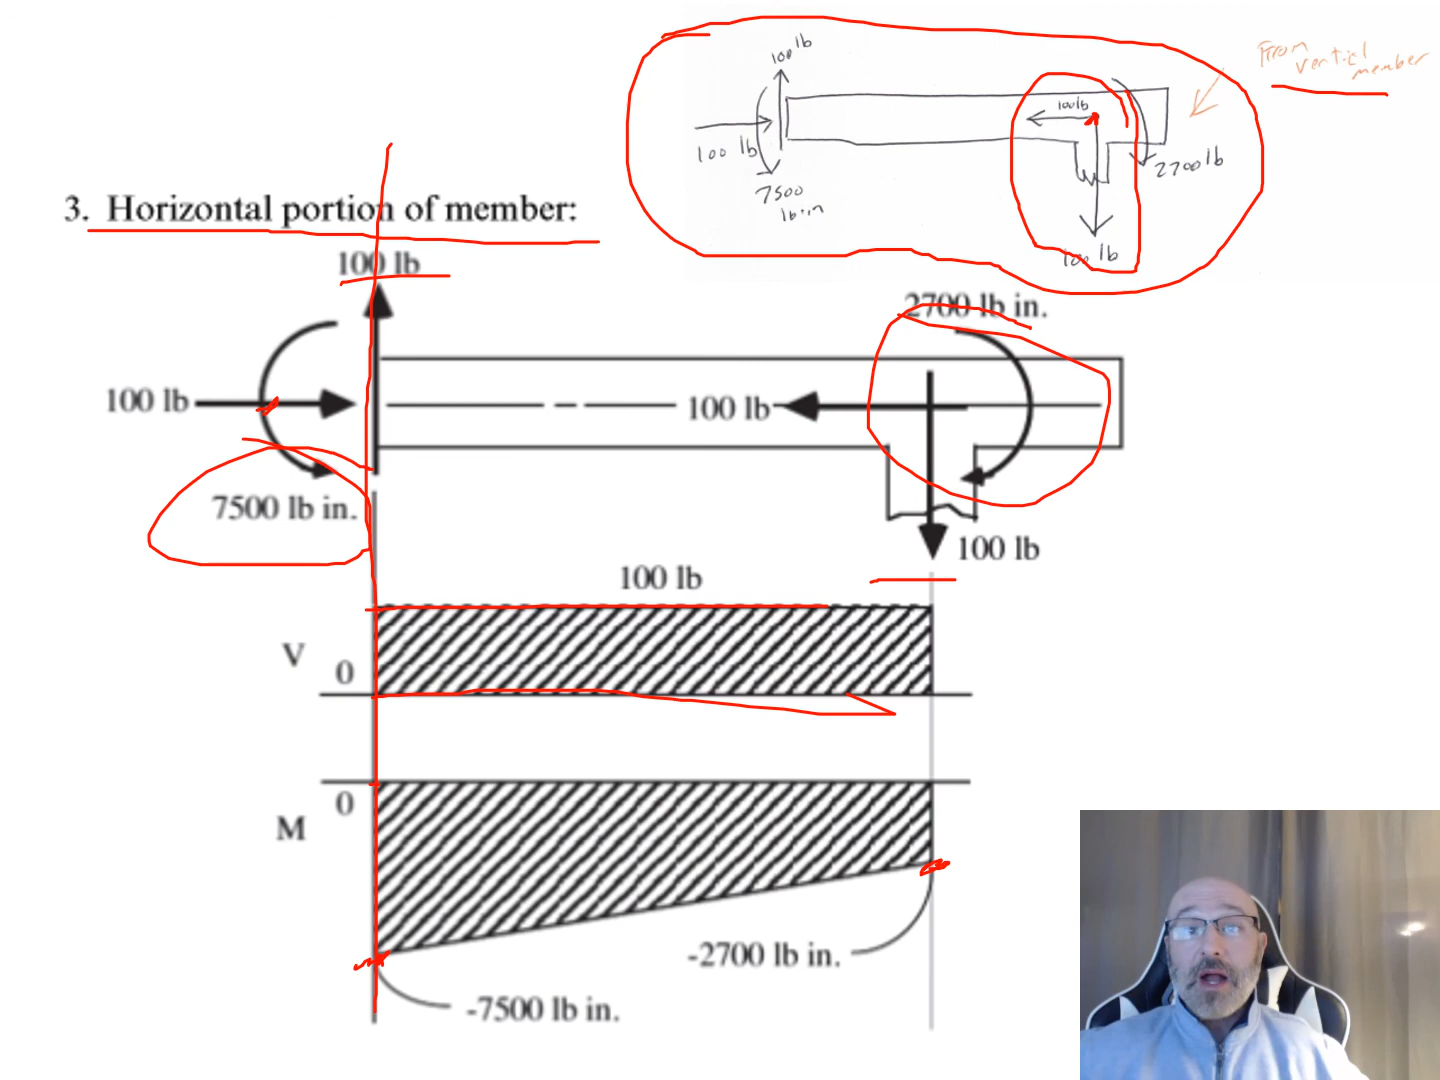 100 lb
From
vertical
member
100 lb
100 lb
7500
lb·in
2700 lb
100 lb
3. Horizontal portion of member:
100 lb
2700 lb in.
100 lb
100 lb
7500 lb in.
100 lb
100 lb
V
0
0
M
-2700 lb in.
-7500 lb in.